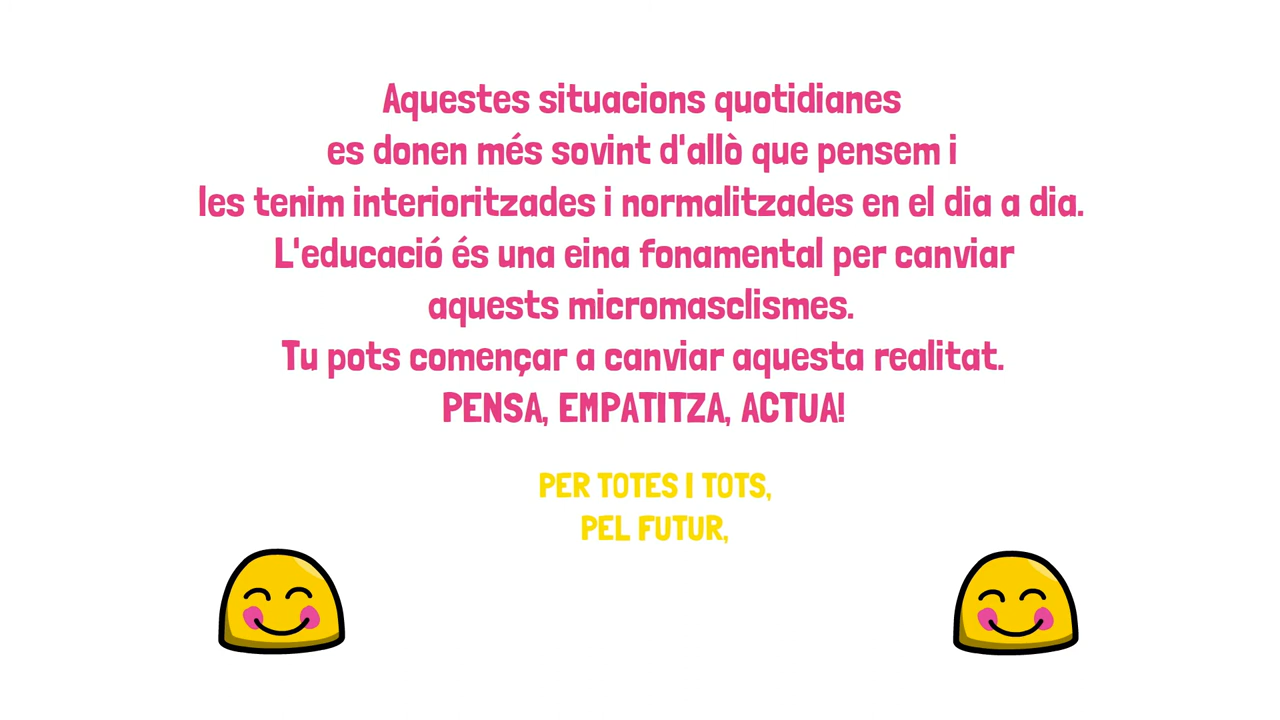 Aquestes situacions quotidianes
es donen més sovint d'allò que pensem i
les tenim interioritzades i normalitzades en el dia a dia.
L'educació és una eina fonamental per canviar
aquests micromasclismes.
Tu pots començar a canviar aquesta realitat.
PENSA, EMPATITZA, ACTUA!
PER TOTES I TOTS,
PEL FUTUR,